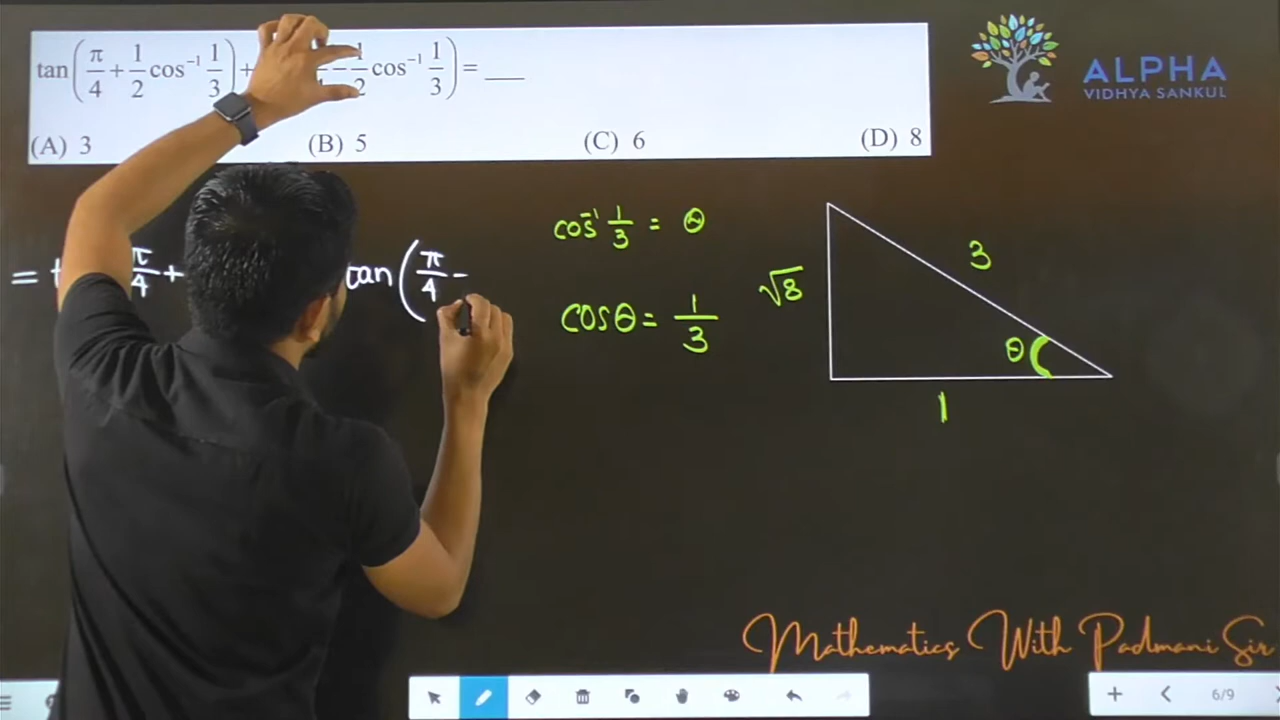 tan(π/4 + 1/2 cos⁻¹ 1/3) + π/4 − 1/2 cos⁻¹ 1/3) = ___
(A) 3 (B) 5 (C) 6 (D) 8
ALPHA
VIDHYA SANKUL
= π/4 + tan(π/4 −
cos⁻¹ 1/3 = θ
cosθ = 1/3
√8
3
θ
1
Mathematics With Padmani Sir
6/9